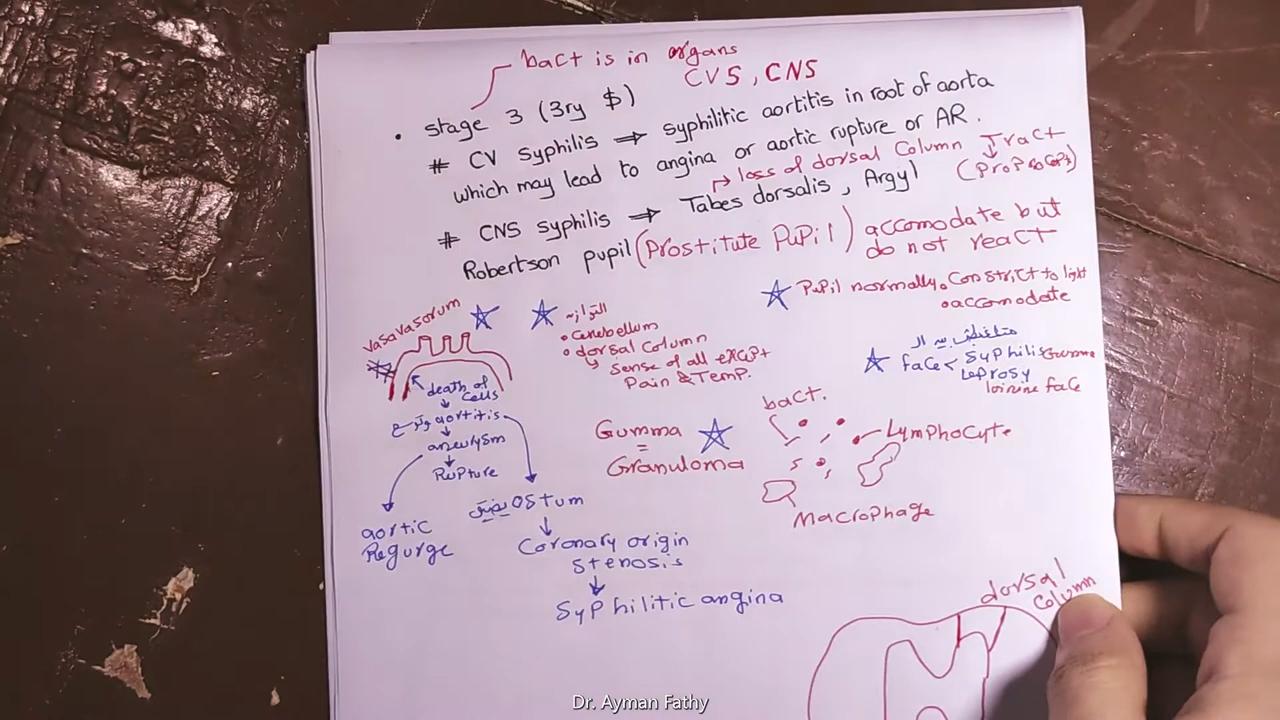 bact is in organs
CVS, CNS
• stage 3 (3ry $)
# CV syphilis ⇒ syphilitic aortitis in root of aorta
which may lead to angina or aortic rupture or AR.
↱ loss of dorsal Column Tract
(Propriocep)
# CNS syphilis ⇒ Tabes dorsalis, Argyl
Robertson pupil (Prostitute PuPil) accomodate but
do not react
Vasa vasorum
death of
cells
aortitis
aneurysm
Rupture
aortic
Regurge
Ostum
Coronary origin
stenosis
SyPhilitic angina
• Cerebellum
• dorsal Column
sense of all except
Pain & Temp.
Gumma
=
Granuloma
PuPil normally • Constrict to light
• accomodate
face < SyPhilis Gumma
Leprosy
bact.
LymPhocyte
Macrophage
dorsal
Column
Dr. Ayman Fathy